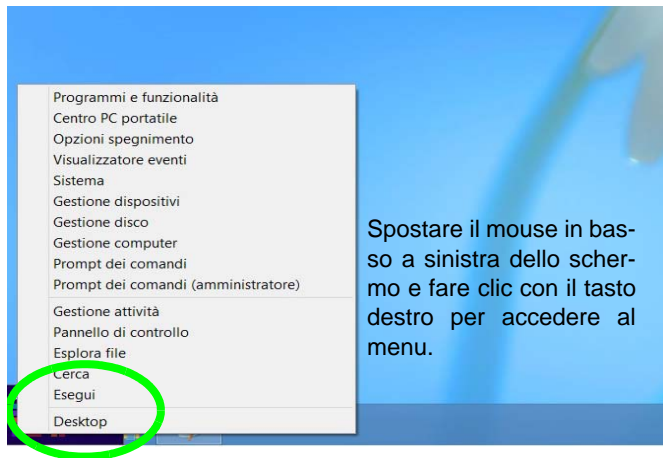 Programmi e funzionalità
Centro PC portatile
Opzioni spegnimento
Visualizzatore eventi
Sistema
Gestione dispositivi
Gestione disco
Gestione computer
Prompt dei comandi
Prompt dei comandi (amministratore)
Gestione attività
Pannello di controllo
Esplora file
Cerca
Esegui
Desktop
Spostare il mouse in bas-
so a sinistra dello scher-
mo e fare clic con il tasto
destro per accedere al
menu.